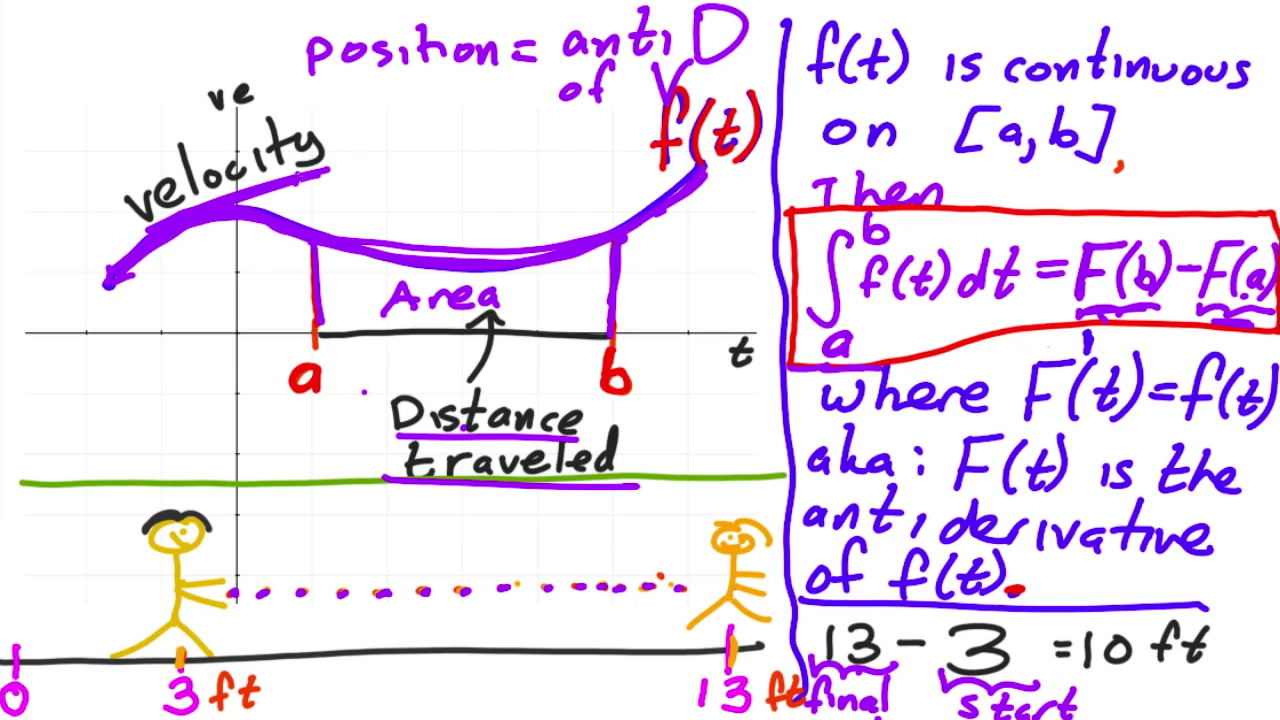 position = anti D
of V
ve
velocity
f(t)
Area
t
a
b
Distance
traveled
0
3 ft
13 ft
f(t) is continuous
on [a,b],
Then
∫_a^b f(t) dt = F(b) - F(a)
where F'(t) = f(t)
aka: F(t) is the
antiderivative
of f(t).
13 - 3 = 10 ft
final start